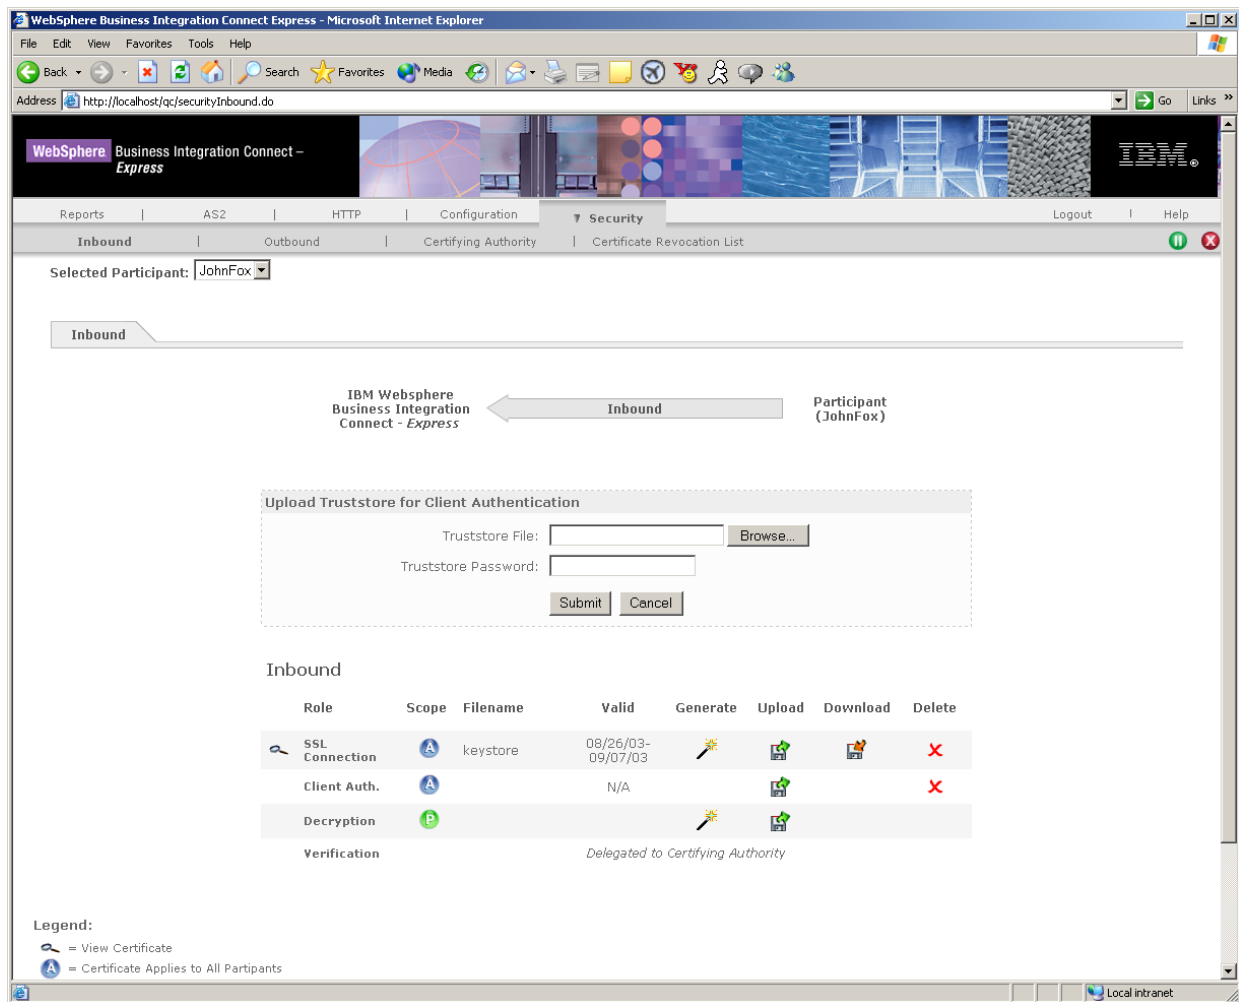 WebSphere Business Integration Connect Express - Microsoft Internet Explorer
File Edit View Favorites Tools Help
Back Search Favorites Media
Address http://localhost/qc/securityInbound.do Go Links »
WebSphere Business Integration Connect –
Express
IBM®
Reports | AS2 | HTTP | Configuration Security Logout | Help
Inbound | Outbound | Certifying Authority | Certificate Revocation List
Selected Participant: JohnFox
Inbound
IBM Websphere
Business Integration
Connect - Express
Inbound
Participant
(JohnFox)
Upload Truststore for Client Authentication
Truststore File: Browse...
Truststore Password:
Submit Cancel
Inbound
Role Scope Filename Valid Generate Upload Download Delete
SSL
Connection A keystore 08/26/03-
09/07/03
Client Auth. A N/A
Decryption P
Verification Delegated to Certifying Authority
Legend:
= View Certificate
A = Certificate Applies to All Partipants
Local intranet